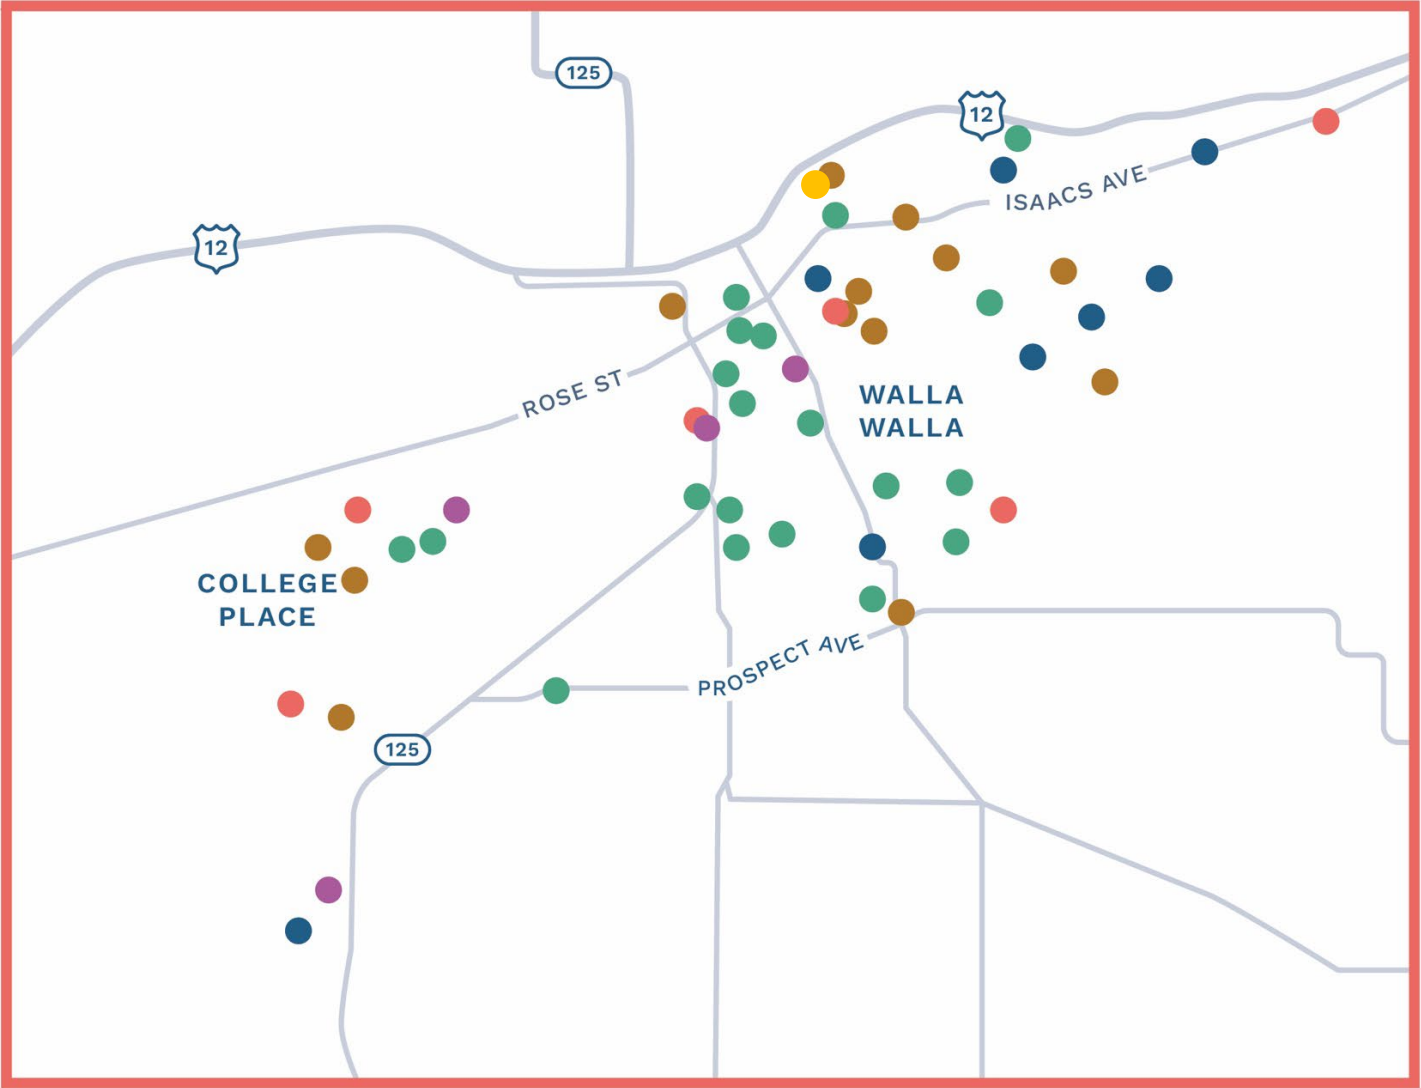 125
12
ISAACS AVE
12
ROSE ST
WALLA
WALLA
COLLEGE
PLACE
PROSPECT AVE
125